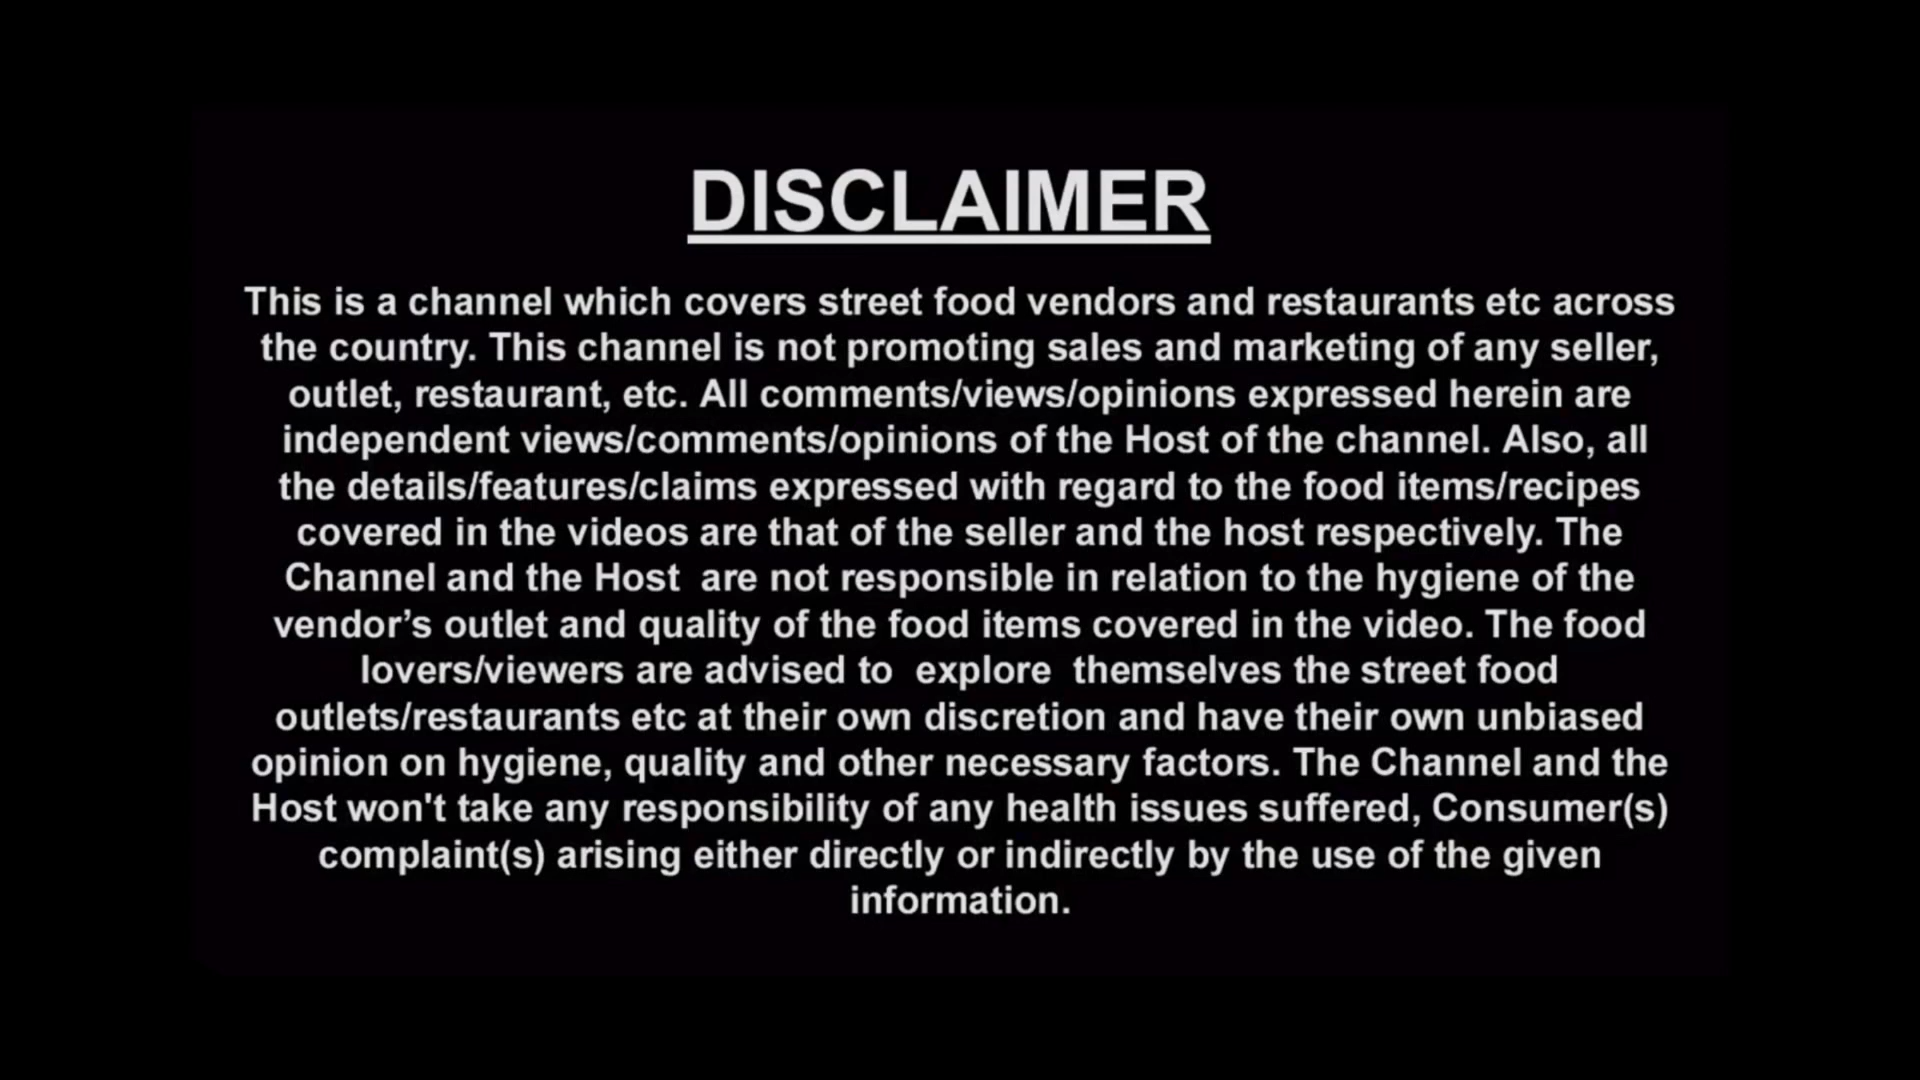 DISCLAIMER
This is a channel which covers street food vendors and restaurants etc across
the country. This channel is not promoting sales and marketing of any seller,
outlet, restaurant, etc. All comments/views/opinions expressed herein are
independent views/comments/opinions of the Host of the channel. Also, all
the details/features/claims expressed with regard to the food items/recipes
covered in the videos are that of the seller and the host respectively. The
Channel and the Host  are not responsible in relation to the hygiene of the
vendor’s outlet and quality of the food items covered in the video. The food
lovers/viewers are advised to  explore  themselves the street food
outlets/restaurants etc at their own discretion and have their own unbiased
opinion on hygiene, quality and other necessary factors. The Channel and the
Host won't take any responsibility of any health issues suffered, Consumer(s)
complaint(s) arising either directly or indirectly by the use of the given
information.